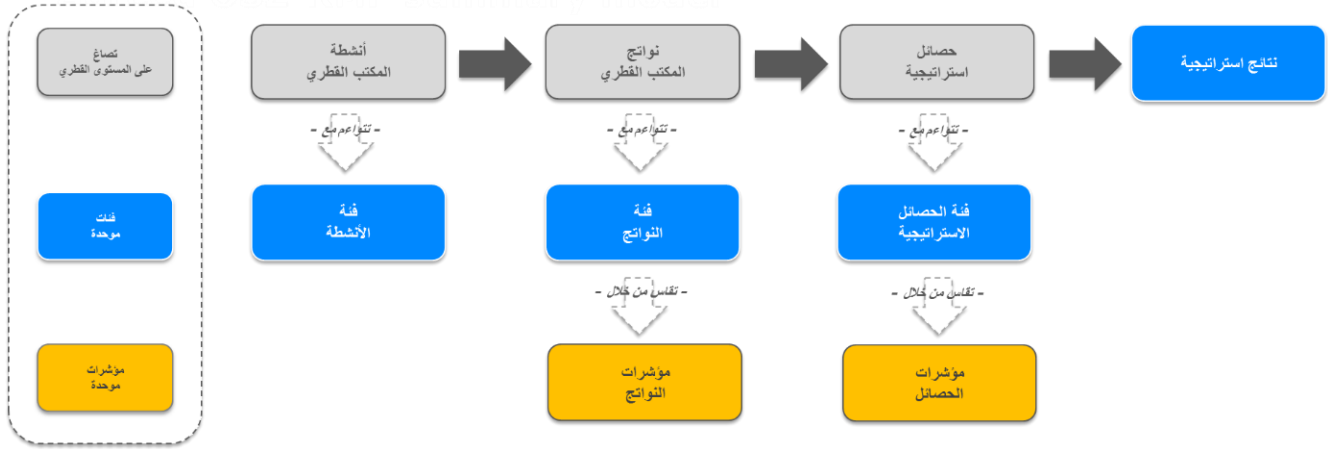 تصاغ
على المستوى القطري
أنشطة
المكتب القطري
نواتج
المكتب القطري
حصائل
استراتيجية
نتائج استراتيجية
- تتواءم مع -
- تتواءم مع -
- تتواءم مع -
فئات
موحدة
فئة
الأنشطة
فئة
النواتج
فئة الحصائل
الاستراتيجية
- تقاس من خلال -
- تقاس من خلال -
مؤشرات
موحدة
مؤشرات
النواتج
مؤشرات
الحصائل